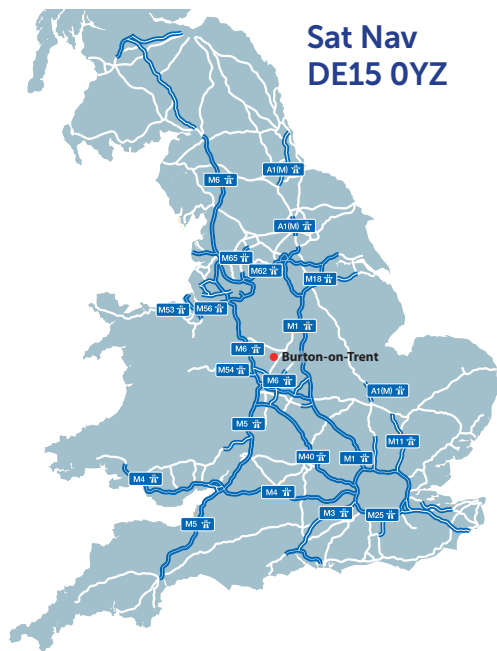 Sat Nav
DE15 0YZ
A1(M)
M6
A1(M)
M65
M62
M18
M53
M56
M1
M6
Burton-on-Trent
M54
M6
A1(M)
M5
M11
M40
M1
M4
M4
M3
M25
M5